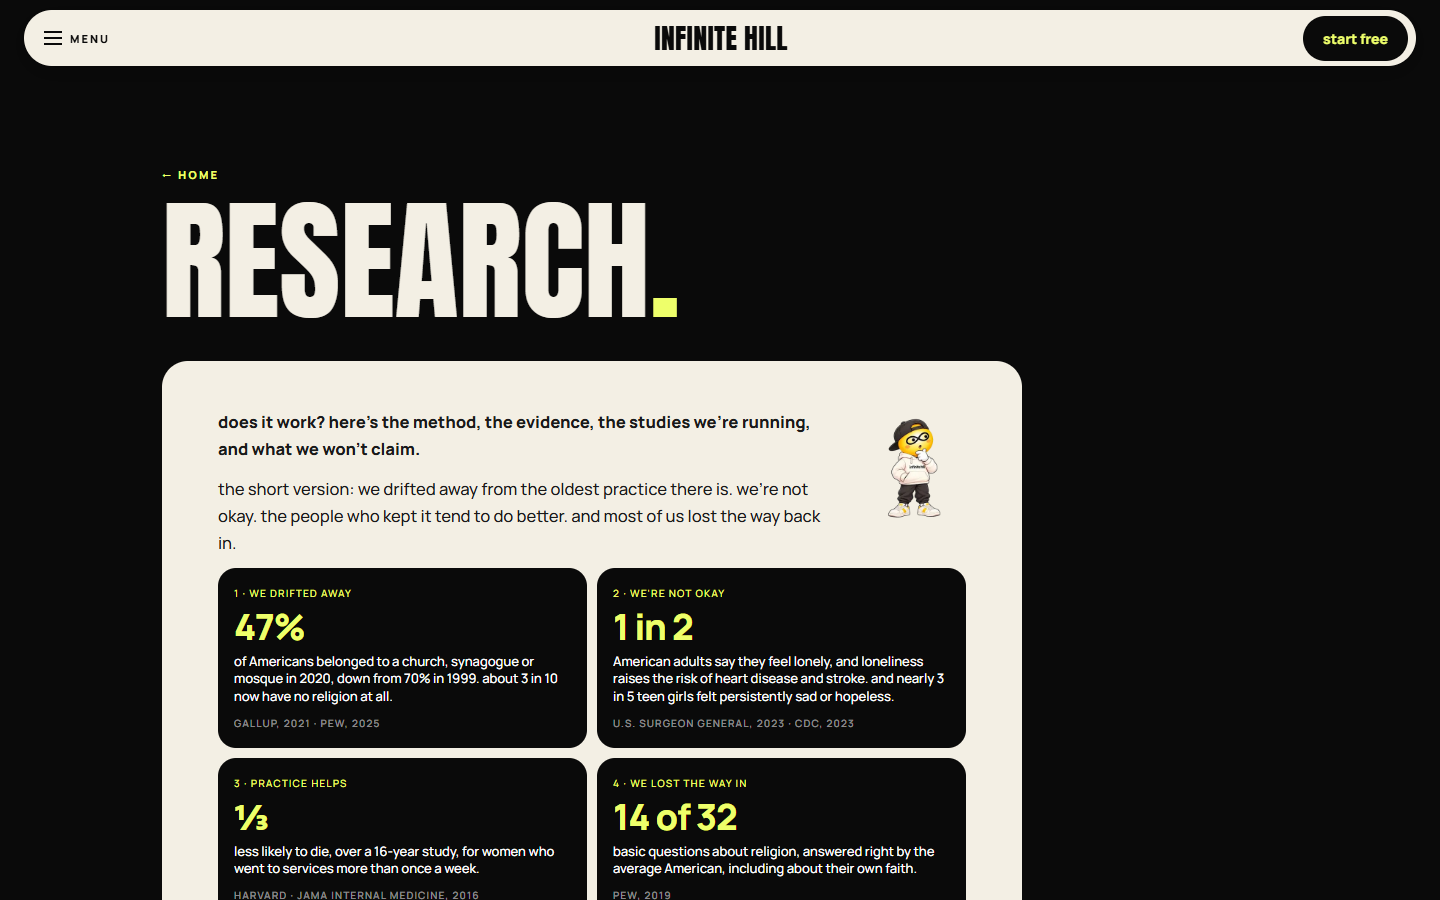 MENU
INFINITE HILL
start free
← HOME
RESEARCH.
does it work? here's the method, the evidence, the studies we're running,
and what we won't claim.
the short version: we drifted away from the oldest practice there is. we're not
okay. the people who kept it tend to do better. and most of us lost the way back
in.
1 · WE DRIFTED AWAY
47%
of Americans belonged to a church, synagogue or
mosque in 2020, down from 70% in 1999. about 3 in 10
now have no religion at all.
GALLUP, 2021 · PEW, 2025
2 · WE'RE NOT OKAY
1 in 2
American adults say they feel lonely, and loneliness
raises the risk of heart disease and stroke. and nearly 3
in 5 teen girls felt persistently sad or hopeless.
U.S. SURGEON GENERAL, 2023 · CDC, 2023
3 · PRACTICE HELPS
⅓
less likely to die, over a 16-year study, for women who
went to services more than once a week.
HARVARD · JAMA INTERNAL MEDICINE, 2016
4 · WE LOST THE WAY IN
14 of 32
basic questions about religion, answered right by the
average American, including about their own faith.
PEW, 2019